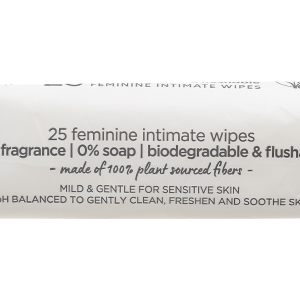 FEMININE INTIMATE WIPES
25 feminine intimate wipes
fragrance | 0% soap | biodegradable & flusha
- made of 100% plant sourced fibers -
MILD & GENTLE FOR SENSITIVE SKIN
pH BALANCED TO GENTLY CLEAN, FRESHEN AND SOOTHE SK